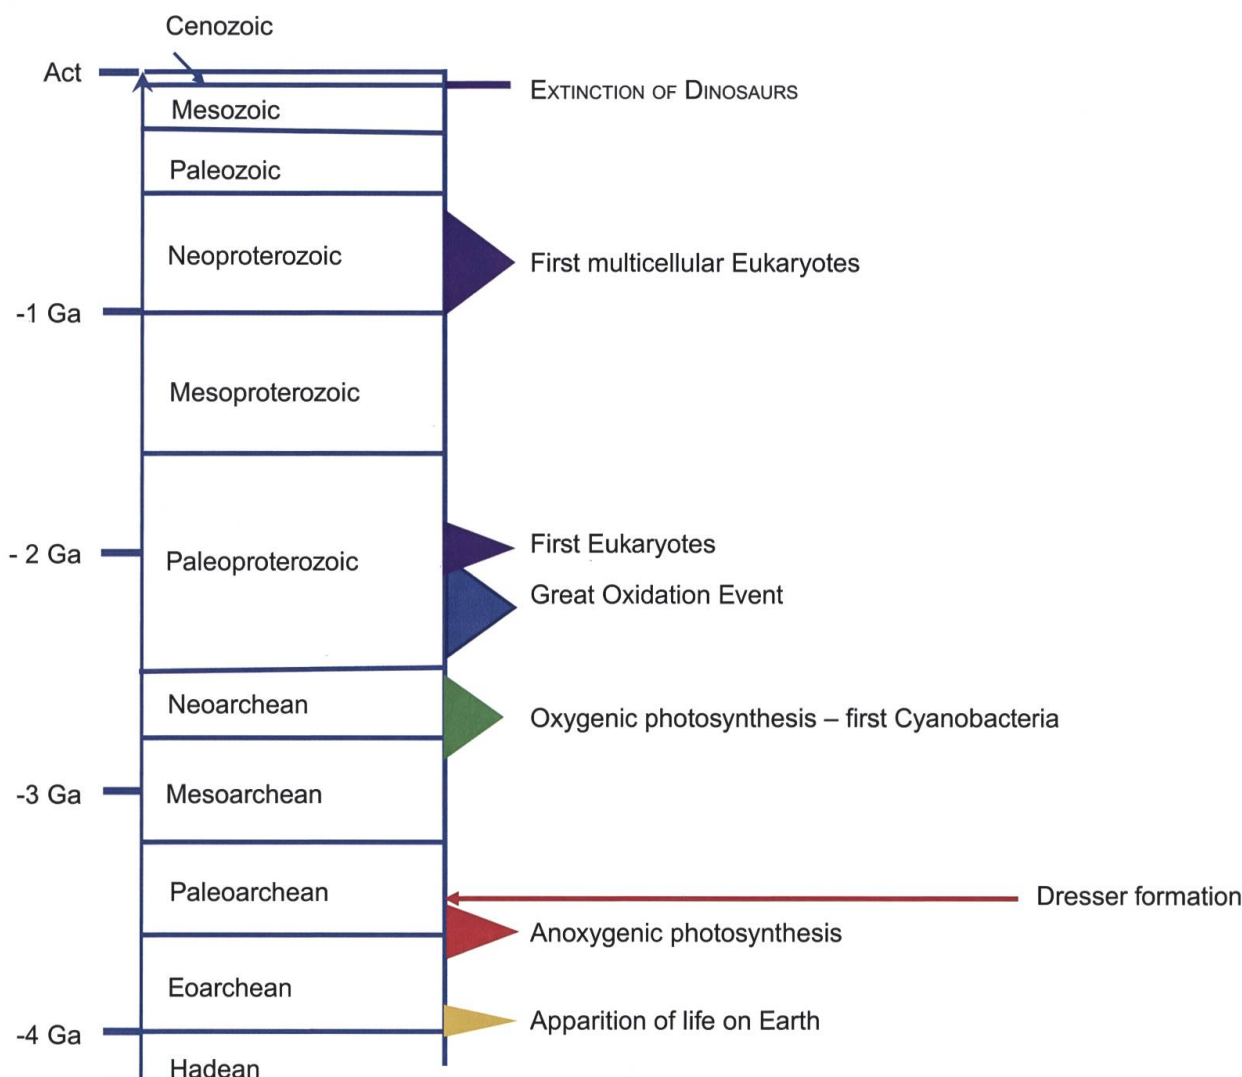 Cenozoic
Act
EXTINCTION OF DINOSAURS
Mesozoic
Paleozoic
Neoproterozoic
First multicellular Eukaryotes
-1 Ga
Mesoproterozoic
First Eukaryotes
- 2 Ga
Paleoproterozoic
Great Oxidation Event
Neoarchean
Oxygenic photosynthesis – first Cyanobacteria
-3 Ga
Mesoarchean
Paleoarchean
Dresser formation
Anoxygenic photosynthesis
Eoarchean
Apparition of life on Earth
-4 Ga
Hadean